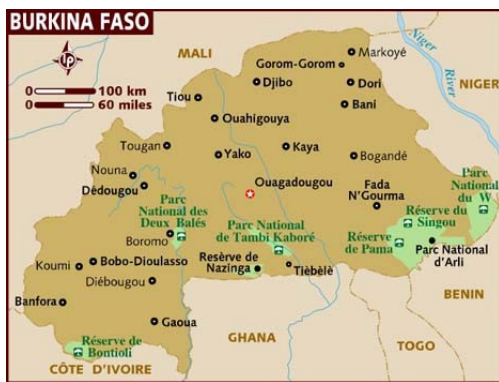 BURKINA FASO
MALI
Niger
River
NIGER
Markoyé
Gorom-Gorom
Djibo
Dori
0 100 km
0 60 miles
Tiou
Bani
Ouahigouya
Tougan
Yako
Kaya
Bogandé
Nouna
Dédougou
Ouagadougou
Fada
N'Gourma
Parc
National
du W
Parc
National des
Deux Balés
Parc National
de Tambi Kaboré
Réserve du
Singou
Réserve
de Pama
Parc National
d'Arli
Boromo
Koumi
Bobo-Dioulasso
Resèrve de
Nazinga
Tièbèlè
Diébougou
Banfora
Gaoua
BENIN
GHANA
TOGO
Réserve de
Bontioli
CÔTE D'IVOIRE